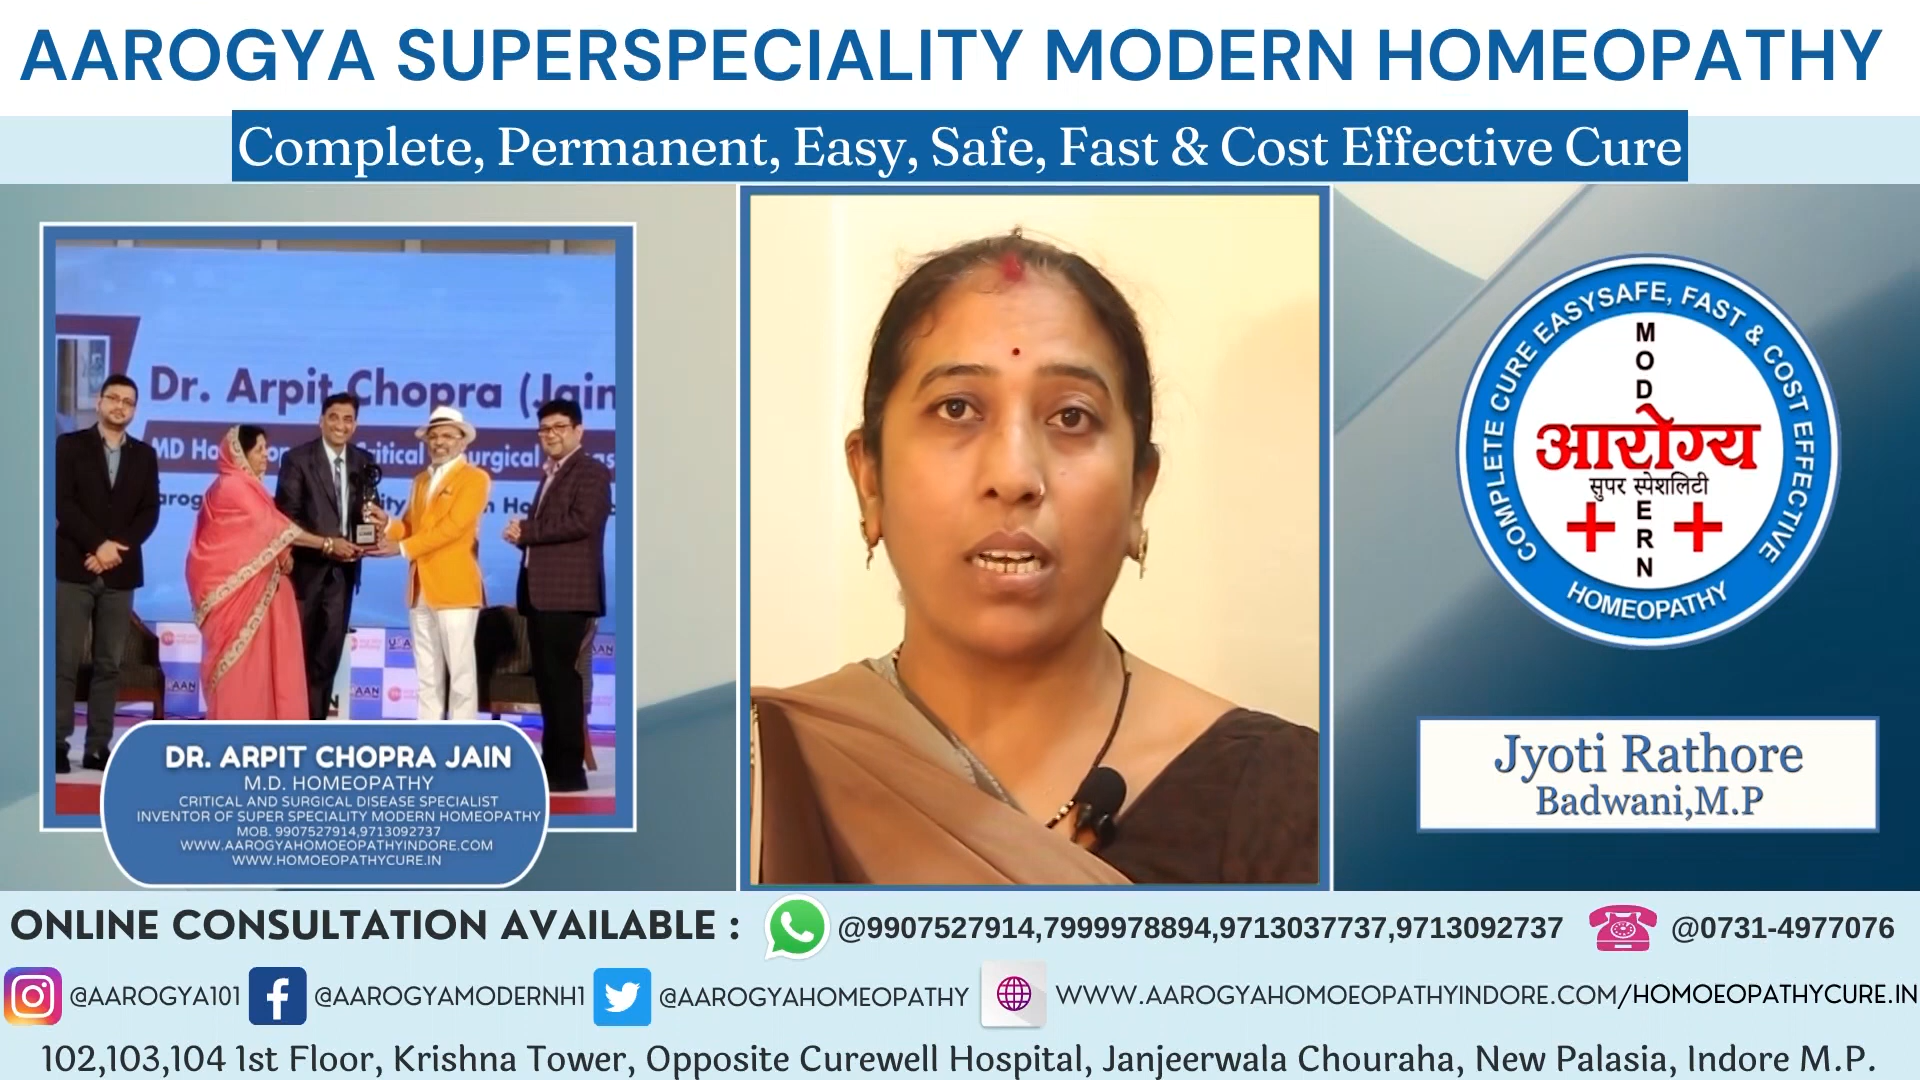 AAROGYA SUPERSPECIALITY MODERN HOMEOPATHY
Complete, Permanent, Easy, Safe, Fast & Cost Effective Cure
Dr. Arpit Chopra (Jain
MD
DR. ARPIT CHOPRA JAIN
M.D. HOMEOPATHY
CRITICAL AND SURGICAL DISEASE SPECIALIST
INVENTOR OF SUPER SPECIALITY MODERN HOMEOPATHY
MOB. 9907527914,9713092737
WWW.AAROGYAHOMOEOPATHYINDORE.COM
WWW.HOMOEOPATHYCURE.IN
COMPLETE CURE EASYSAFE, FAST & COST EFFECTIVE
MODERN
आरोग्य
सुपर स्पेशलिटी
HOMEOPATHY
Jyoti Rathore
Badwani,M.P
ONLINE CONSULTATION AVAILABLE : @9907527914,7999978894,9713037737,9713092737 @0731-4977076
@AAROGYA101 @AAROGYAMODERNH1 @AAROGYAHOMEOPATHY WWW.AAROGYAHOMOEOPATHYINDORE.COM/HOMOEOPATHYCURE.IN
102,103,104 1st Floor, Krishna Tower, Opposite Curewell Hospital, Janjeerwala Chouraha, New Palasia, Indore M.P.